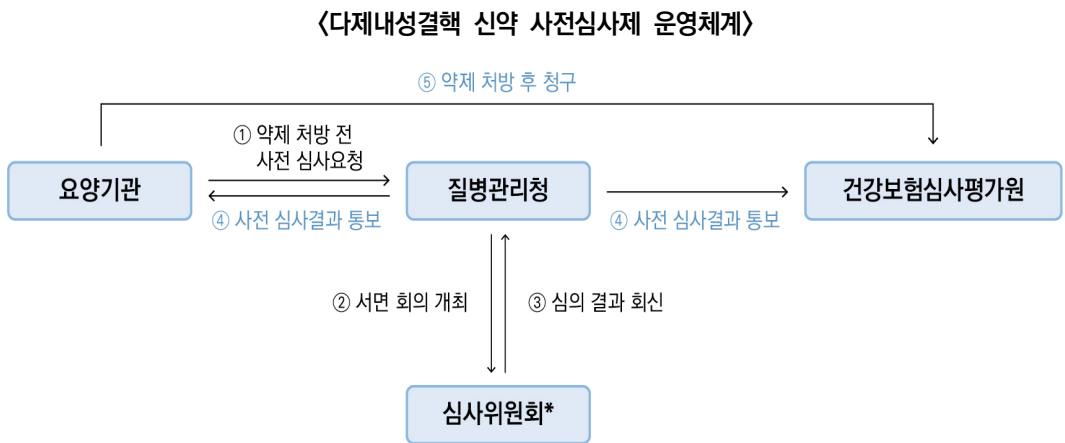 〈다제내성결핵 신약 사전심사제 운영체계〉
⑤ 약제 처방 후 청구
① 약제 처방 전
사전 심사요청
요양기관
질병관리청
건강보험심사평가원
④ 사전 심사결과 통보
④ 사전 심사결과 통보
② 서면 회의 개최
③ 심의 결과 회신
심사위원회*